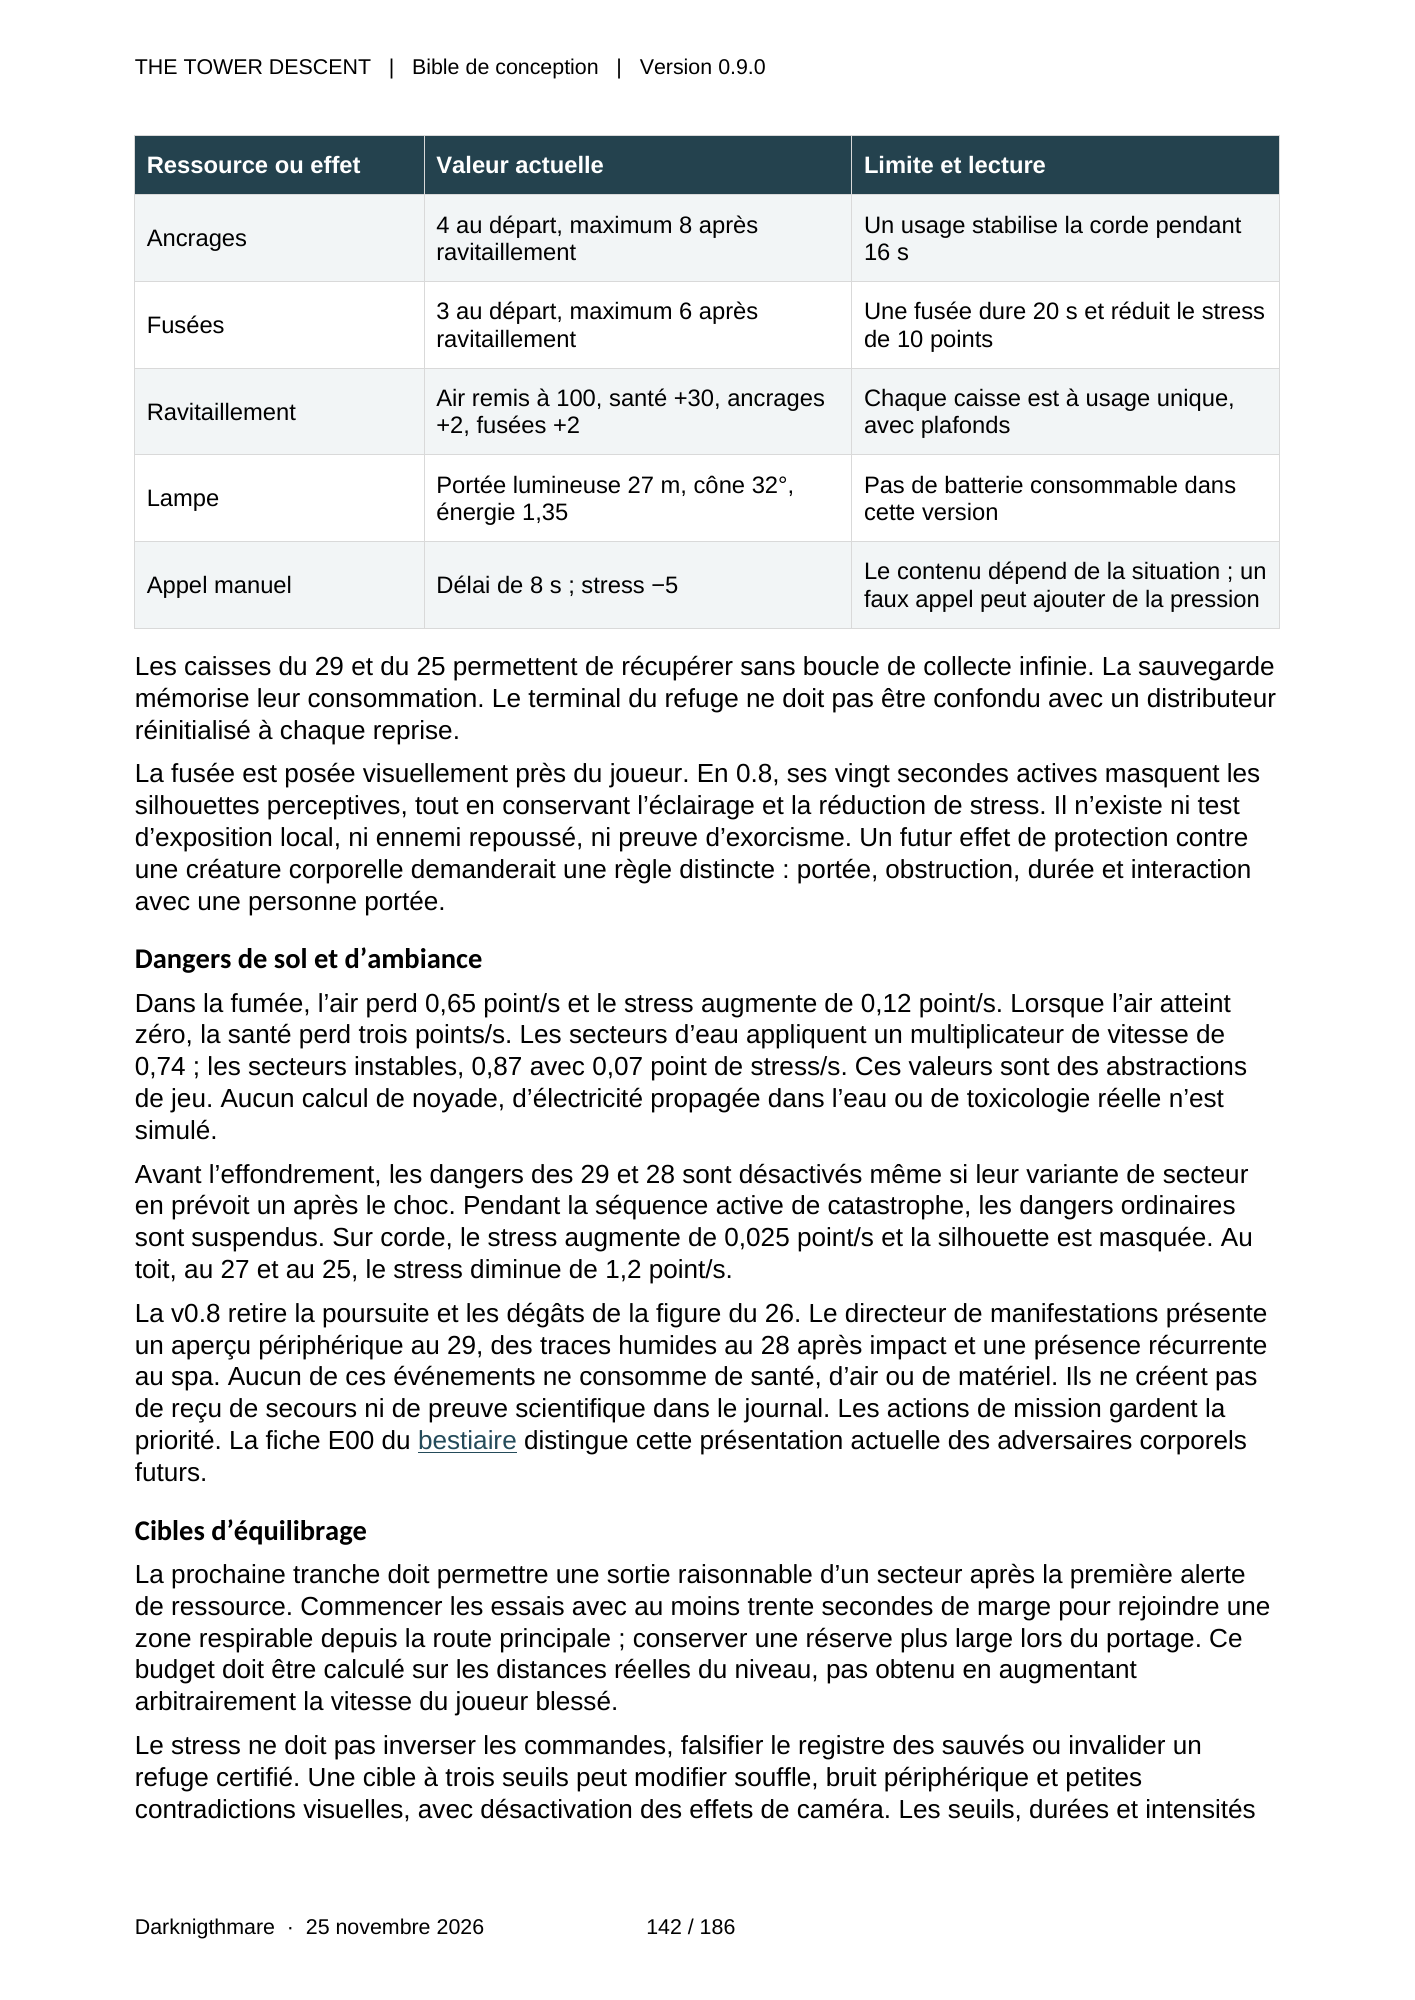 THE TOWER DESCENT | Bible de conception | Version 0.9.0
Ressource ou effet
Valeur actuelle
Limite et lecture
Ancrages
4 au départ, maximum 8 après
ravitaillement
Un usage stabilise la corde pendant
16 s
Fusées
3 au départ, maximum 6 après
ravitaillement
Une fusée dure 20 s et réduit le stress
de 10 points
Ravitaillement
Air remis à 100, santé +30, ancrages
+2, fusées +2
Chaque caisse est à usage unique,
avec plafonds
Lampe
Portée lumineuse 27 m, cône 32°,
énergie 1,35
Pas de batterie consommable dans
cette version
Appel manuel
Délai de 8 s ; stress −5
Le contenu dépend de la situation ; un
faux appel peut ajouter de la pression
Les caisses du 29 et du 25 permettent de récupérer sans boucle de collecte infinie. La sauvegarde
mémorise leur consommation. Le terminal du refuge ne doit pas être confondu avec un distributeur
réinitialisé à chaque reprise.
La fusée est posée visuellement près du joueur. En 0.8, ses vingt secondes actives masquent les
silhouettes perceptives, tout en conservant l’éclairage et la réduction de stress. Il n’existe ni test
d’exposition local, ni ennemi repoussé, ni preuve d’exorcisme. Un futur effet de protection contre
une créature corporelle demanderait une règle distincte : portée, obstruction, durée et interaction
avec une personne portée.
Dangers de sol et d’ambiance
Dans la fumée, l’air perd 0,65 point/s et le stress augmente de 0,12 point/s. Lorsque l’air atteint
zéro, la santé perd trois points/s. Les secteurs d’eau appliquent un multiplicateur de vitesse de
0,74 ; les secteurs instables, 0,87 avec 0,07 point de stress/s. Ces valeurs sont des abstractions
de jeu. Aucun calcul de noyade, d’électricité propagée dans l’eau ou de toxicologie réelle n’est
simulé.
Avant l’effondrement, les dangers des 29 et 28 sont désactivés même si leur variante de secteur
en prévoit un après le choc. Pendant la séquence active de catastrophe, les dangers ordinaires
sont suspendus. Sur corde, le stress augmente de 0,025 point/s et la silhouette est masquée. Au
toit, au 27 et au 25, le stress diminue de 1,2 point/s.
La v0.8 retire la poursuite et les dégâts de la figure du 26. Le directeur de manifestations présente
un aperçu périphérique au 29, des traces humides au 28 après impact et une présence récurrente
au spa. Aucun de ces événements ne consomme de santé, d’air ou de matériel. Ils ne créent pas
de reçu de secours ni de preuve scientifique dans le journal. Les actions de mission gardent la
priorité. La fiche E00 du bestiaire distingue cette présentation actuelle des adversaires corporels
futurs.
Cibles d’équilibrage
La prochaine tranche doit permettre une sortie raisonnable d’un secteur après la première alerte
de ressource. Commencer les essais avec au moins trente secondes de marge pour rejoindre une
zone respirable depuis la route principale ; conserver une réserve plus large lors du portage. Ce
budget doit être calculé sur les distances réelles du niveau, pas obtenu en augmentant
arbitrairement la vitesse du joueur blessé.
Le stress ne doit pas inverser les commandes, falsifier le registre des sauvés ou invalider un
refuge certifié. Une cible à trois seuils peut modifier souffle, bruit périphérique et petites
contradictions visuelles, avec désactivation des effets de caméra. Les seuils, durées et intensités
Darknigthmare · 25 novembre 2026
142 / 186